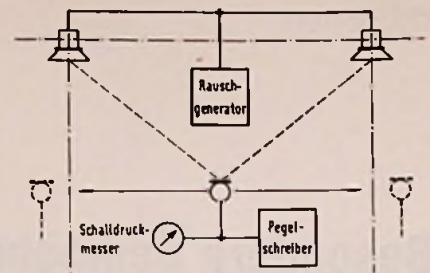 Rausch-
generator
Schalldruck-
messer
Pegel-
schreiber